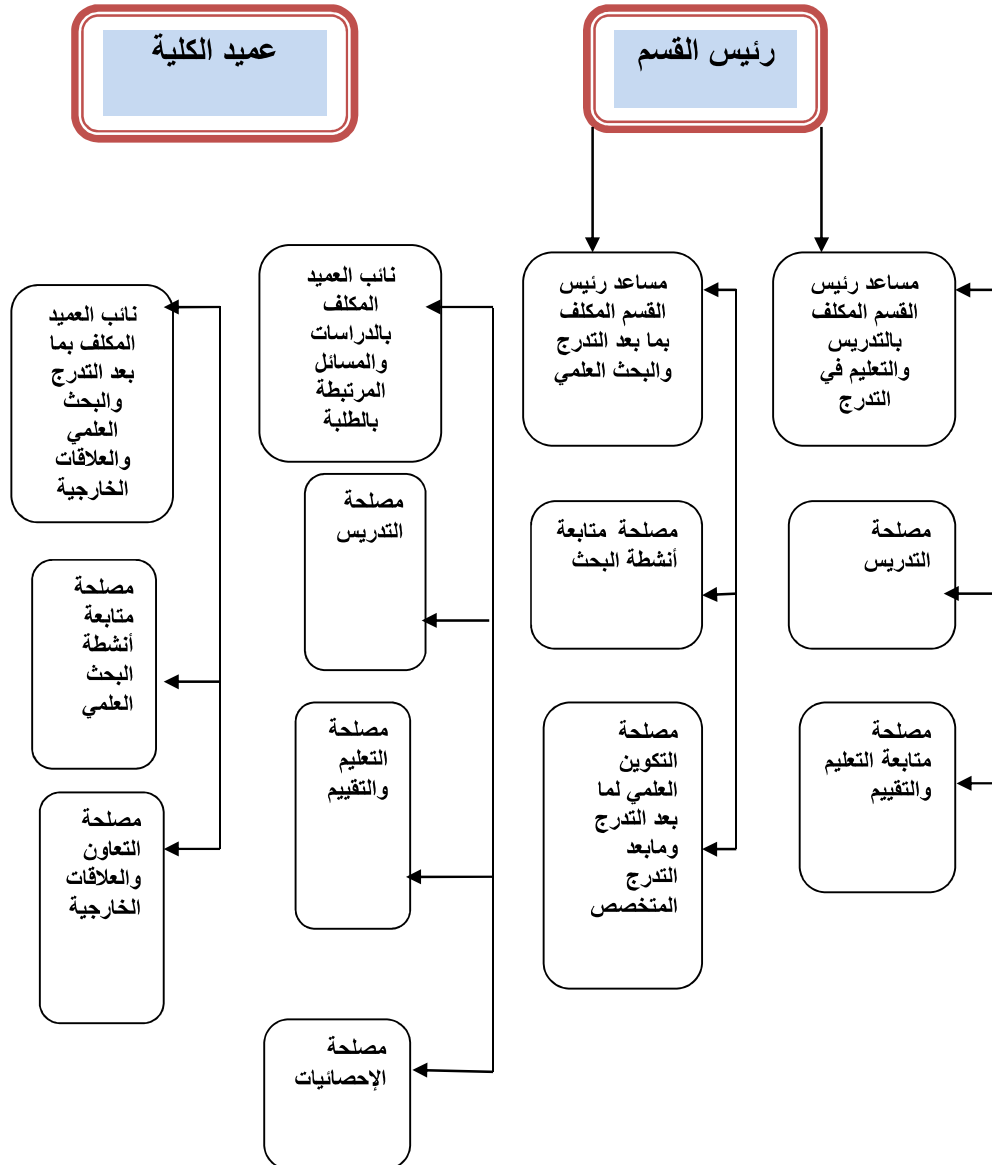 رئيس القسم
عميد الكلية
مساعد رئيس
القسم المكلف
بالتدريس
والتعليم في
التدرج
مساعد رئيس
القسم المكلف
بما بعد التدرج
والبحث العلمي
نائب العميد
المكلف
بالدراسات
والمسائل
المرتبطة
بالطلبة
نائب العميد
المكلف بما
بعد التدرج
والبحث
العلمي
والعلاقات
الخارجية
مصلحة
التدريس
مصلحة متابعة
أنشطة البحث
مصلحة
التدريس
مصلحة
متابعة
أنشطة
البحث
العلمي
مصلحة
متابعة التعليم
والتقييم
مصلحة
التكوين
العلمي لما
بعد التدرج
ومابعد
التدرج
المتخصص
مصلحة
التعليم
والتقييم
مصلحة
التعاون
والعلاقات
الخارجية
مصلحة
الإحصائيات